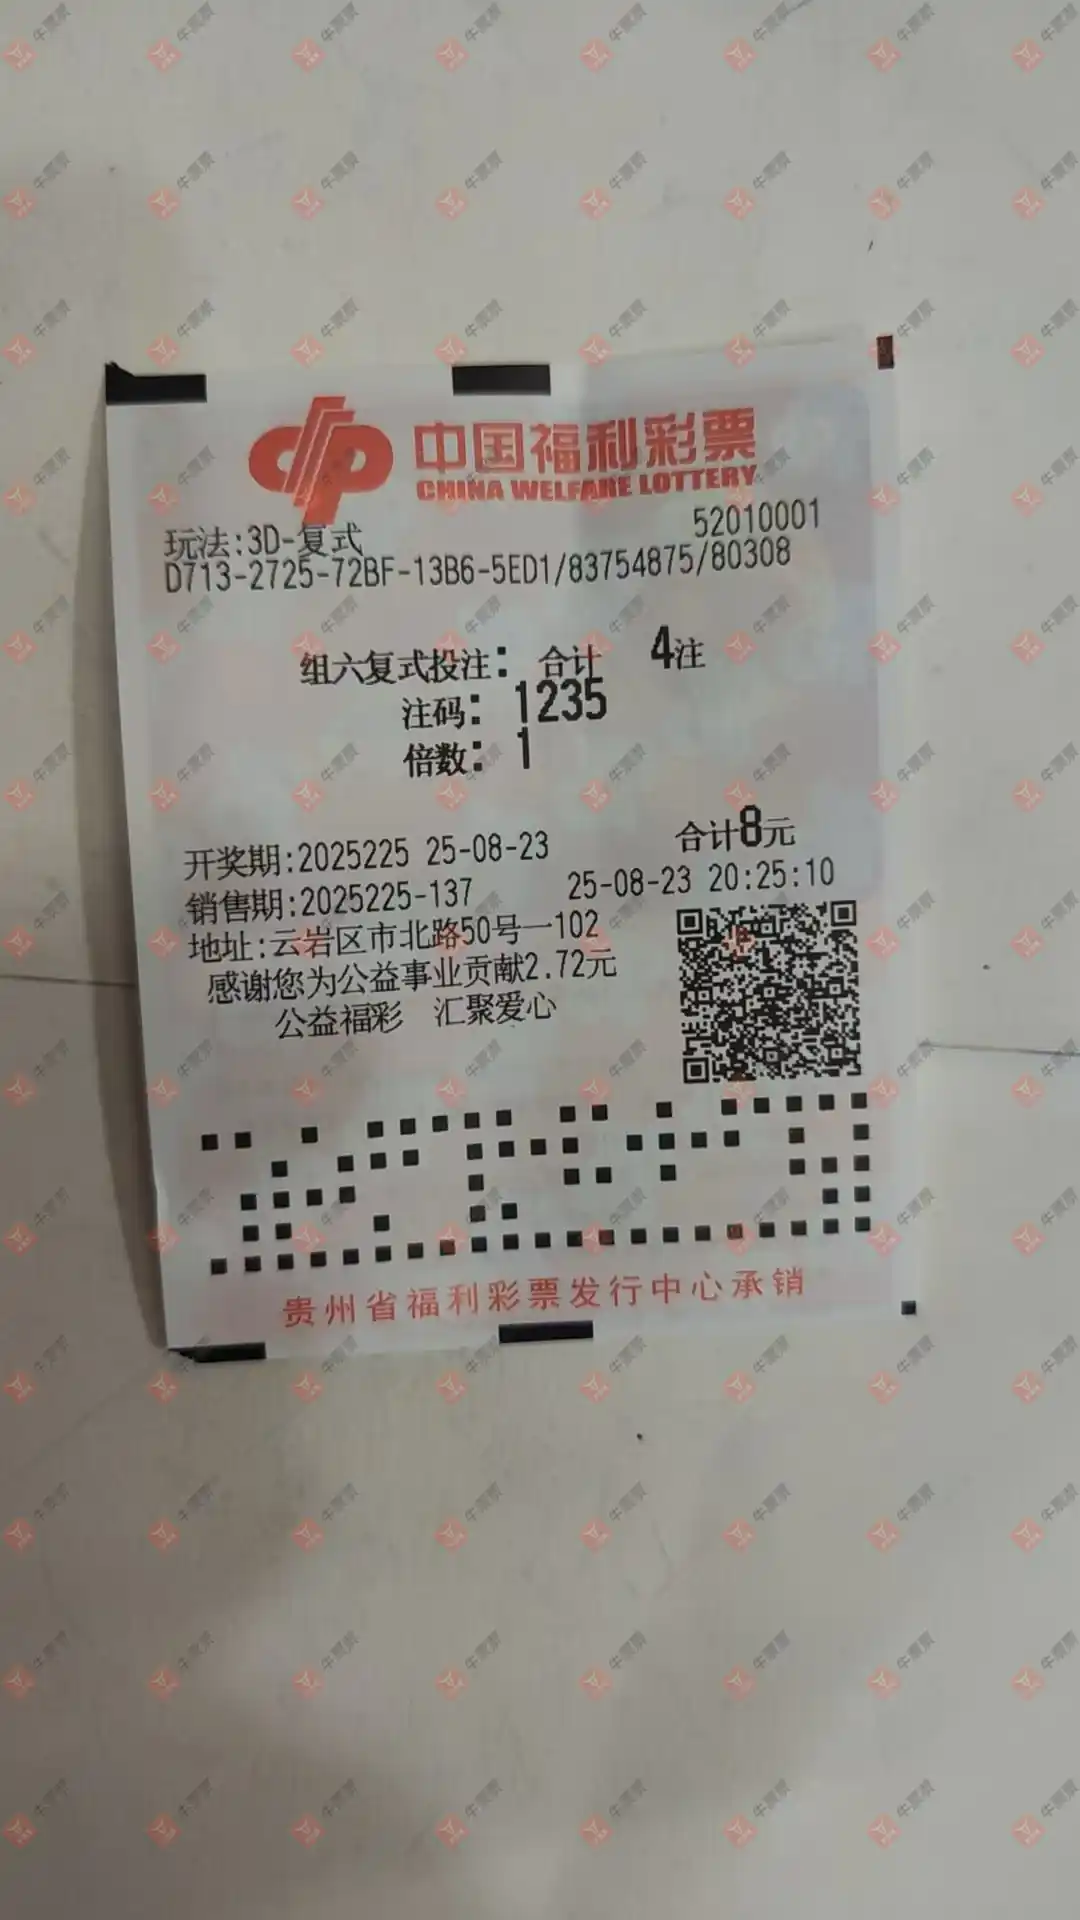 中国福利彩票
CHINA WELFARE LOTTERY
52010001
玩法:3D-复式
D713-2725-72BF-13B6-5ED1/83754875/80308
组六复式投注: 合计 4注
注码: 1235
倍数: 1
合计8元
开奖期:2025225 25-08-23
销售期:2025225-137 25-08-23 20:25:10
地址:云岩区市北路50号一102
感谢您为公益事业贡献2.72元
公益福彩 汇聚爱心
贵州省福利彩票发行中心承销